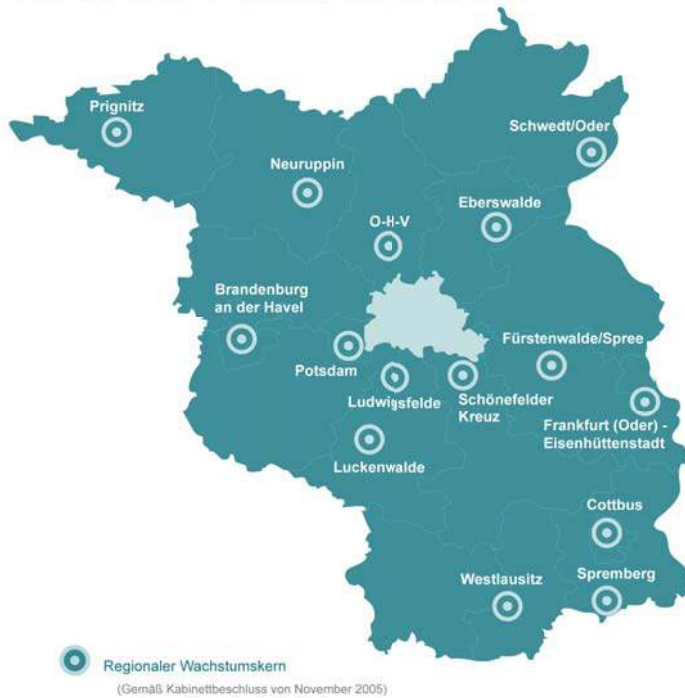 Prignitz
Schwedt/Oder
Neuruppin
Eberswalde
O-H-V
Brandenburg
an der Havel
Fürstenwalde/Spree
Potsdam
Ludwigsfelde
Schönefelder
Kreuz
Frankfurt (Oder) -
Eisenhüttenstadt
Luckenwalde
Cottbus
Westlausitz
Spremberg
Regionaler Wachstumskern
(Gemäß Kabinettbeschluss von November 2005)